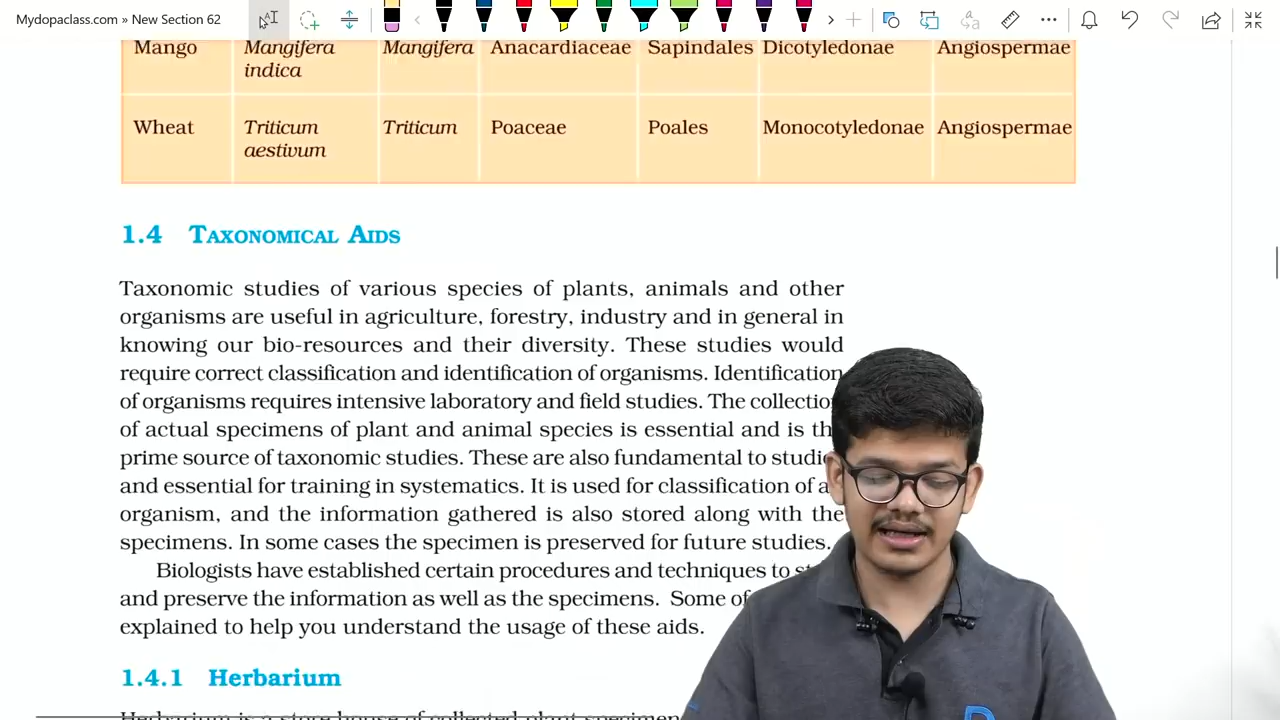 Mydopaclass.com » New Section 62
Mango Mangifera Mangifera Anacardiaceae Sapindales Dicotyledonae Angiospermae
indica
Wheat Triticum Triticum Poaceae Poales Monocotyledonae Angiospermae
aestivum
1.4 TAXONOMICAL AIDS
Taxonomic studies of various species of plants, animals and other
organisms are useful in agriculture, forestry, industry and in general in
knowing our bio-resources and their diversity. These studies would
require correct classification and identification of organisms. Identification
of organisms requires intensive laboratory and field studies. The
of actual specimens of plant and animal species is essential and is
prime source of taxonomic studies. These are also fundamental to
and essential for training in systematics. It is used for classification of
organism, and the information gathered is also stored along with the
specimens. In some cases the specimen is preserved for future studies.
Biologists have established certain procedures and techniques to
and preserve the information as well as the specimens. Some of
explained to help you understand the usage of these aids.
1.4.1 Herbarium
Herbarium is a store house of collected plant